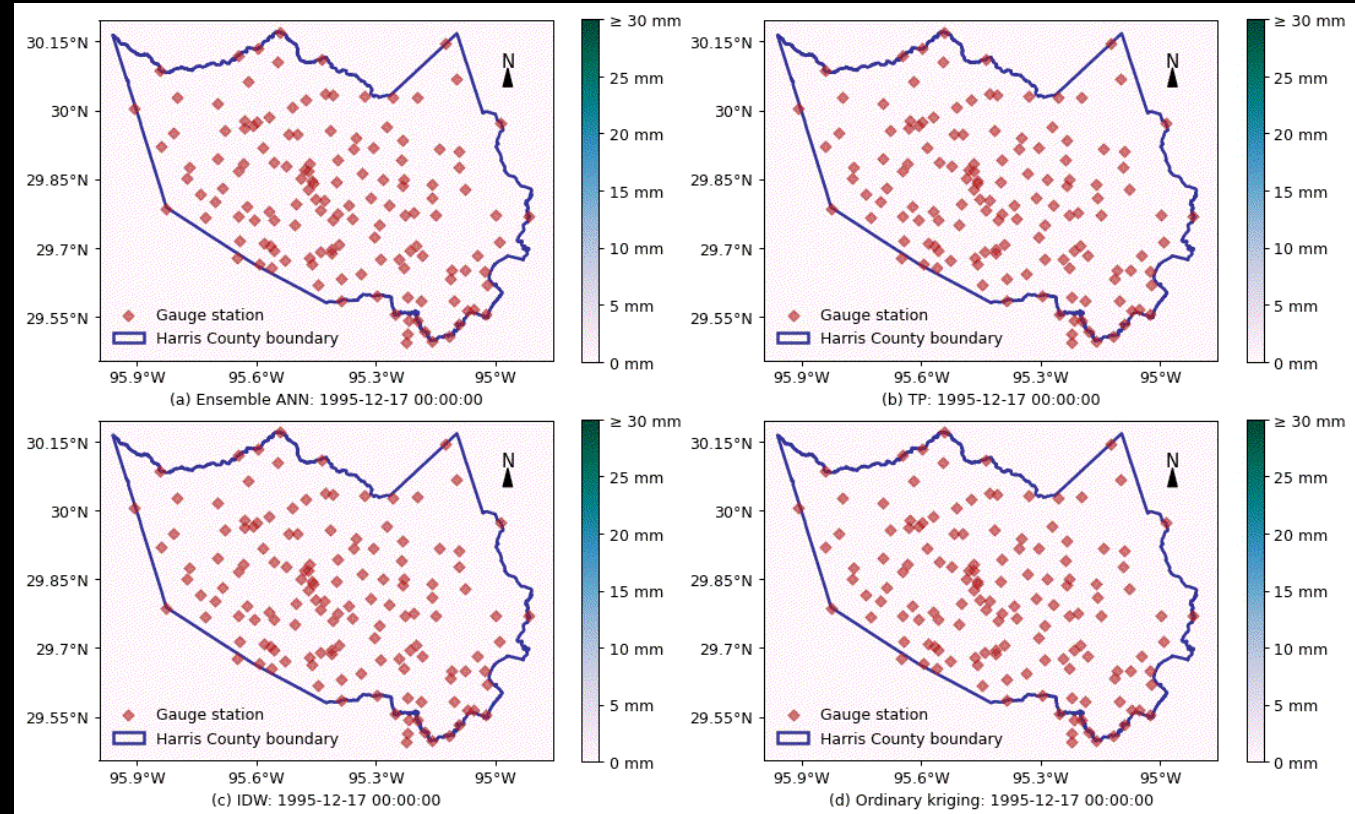 ≥ 30 mm
30.15°N
N
25 mm
30°N
20 mm
29.85°N
15 mm
29.7°N
10 mm
5 mm
29.55°N
Gauge station
Harris County boundary
0 mm
95.9°W 95.6°W 95.3°W 95°W
(a) Ensemble ANN: 1995-12-17 00:00:00
≥ 30 mm
30.15°N
N
25 mm
30°N
20 mm
29.85°N
15 mm
29.7°N
10 mm
5 mm
29.55°N
Gauge station
Harris County boundary
0 mm
95.9°W 95.6°W 95.3°W 95°W
(b) TP: 1995-12-17 00:00:00
≥ 30 mm
30.15°N
N
25 mm
30°N
20 mm
29.85°N
15 mm
29.7°N
10 mm
5 mm
29.55°N
Gauge station
Harris County boundary
0 mm
95.9°W 95.6°W 95.3°W 95°W
(c) IDW: 1995-12-17 00:00:00
≥ 30 mm
30.15°N
N
25 mm
30°N
20 mm
29.85°N
15 mm
29.7°N
10 mm
5 mm
29.55°N
Gauge station
Harris County boundary
0 mm
95.9°W 95.6°W 95.3°W 95°W
(d) Ordinary kriging: 1995-12-17 00:00:00